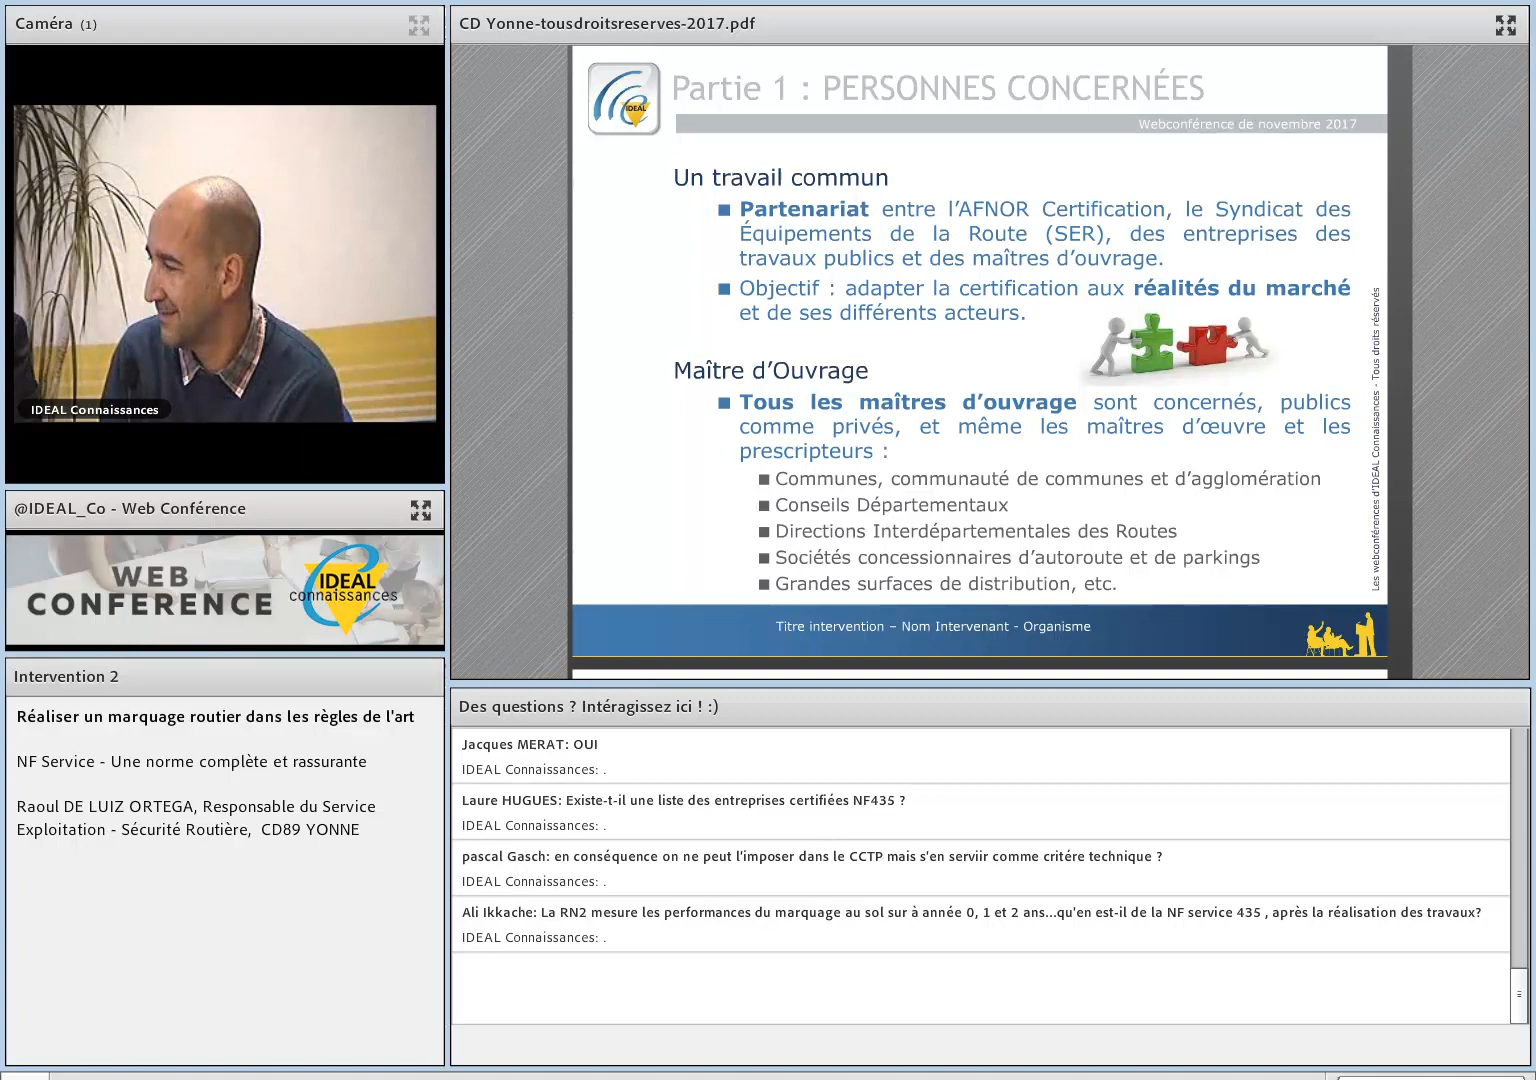 Caméra (1)
IDEAL Connaissances
@IDEAL_Co - Web Conférence
WEB
CONFERENCE
IDEAL
connaissances
Intervention 2
Réaliser un marquage routier dans les règles de l'art
NF Service - Une norme complète et rassurante
Raoul DE LUIZ ORTEGA, Responsable du Service
Exploitation - Sécurité Routière, CD89 YONNE
CD Yonne-tousdroitsreserves-2017.pdf
IDEAL
Partie 1 : PERSONNES CONCERNÉES
Webconférence de novembre 2017
Un travail commun
■ Partenariat entre l’AFNOR Certification, le Syndicat des
Équipements de la Route (SER), des entreprises des
travaux publics et des maîtres d’ouvrage.
■ Objectif : adapter la certification aux réalités du marché
et de ses différents acteurs.
Maître d’Ouvrage
■ Tous les maîtres d’ouvrage sont concernés, publics
comme privés, et même les maîtres d’œuvre et les
prescripteurs :
■ Communes, communauté de communes et d’agglomération
■ Conseils Départementaux
■ Directions Interdépartementales des Routes
■ Sociétés concessionnaires d’autoroute et de parkings
■ Grandes surfaces de distribution, etc.
Les webconférences d’IDEAL Connaissances - Tous droits réservés
Titre intervention – Nom Intervenant - Organisme
Des questions ? Intéragissez ici ! :)
Jacques MERAT: OUI
IDEAL Connaissances: .
Laure HUGUES: Existe-t-il une liste des entreprises certifiées NF435 ?
IDEAL Connaissances: .
pascal Gasch: en conséquence on ne peut l'imposer dans le CCTP mais s'en serviir comme critére technique ?
IDEAL Connaissances: .
Ali Ikkache: La RN2 mesure les performances du marquage au sol sur à année 0, 1 et 2 ans...qu'en est-il de la NF service 435 , après la réalisation des travaux?
IDEAL Connaissances: .